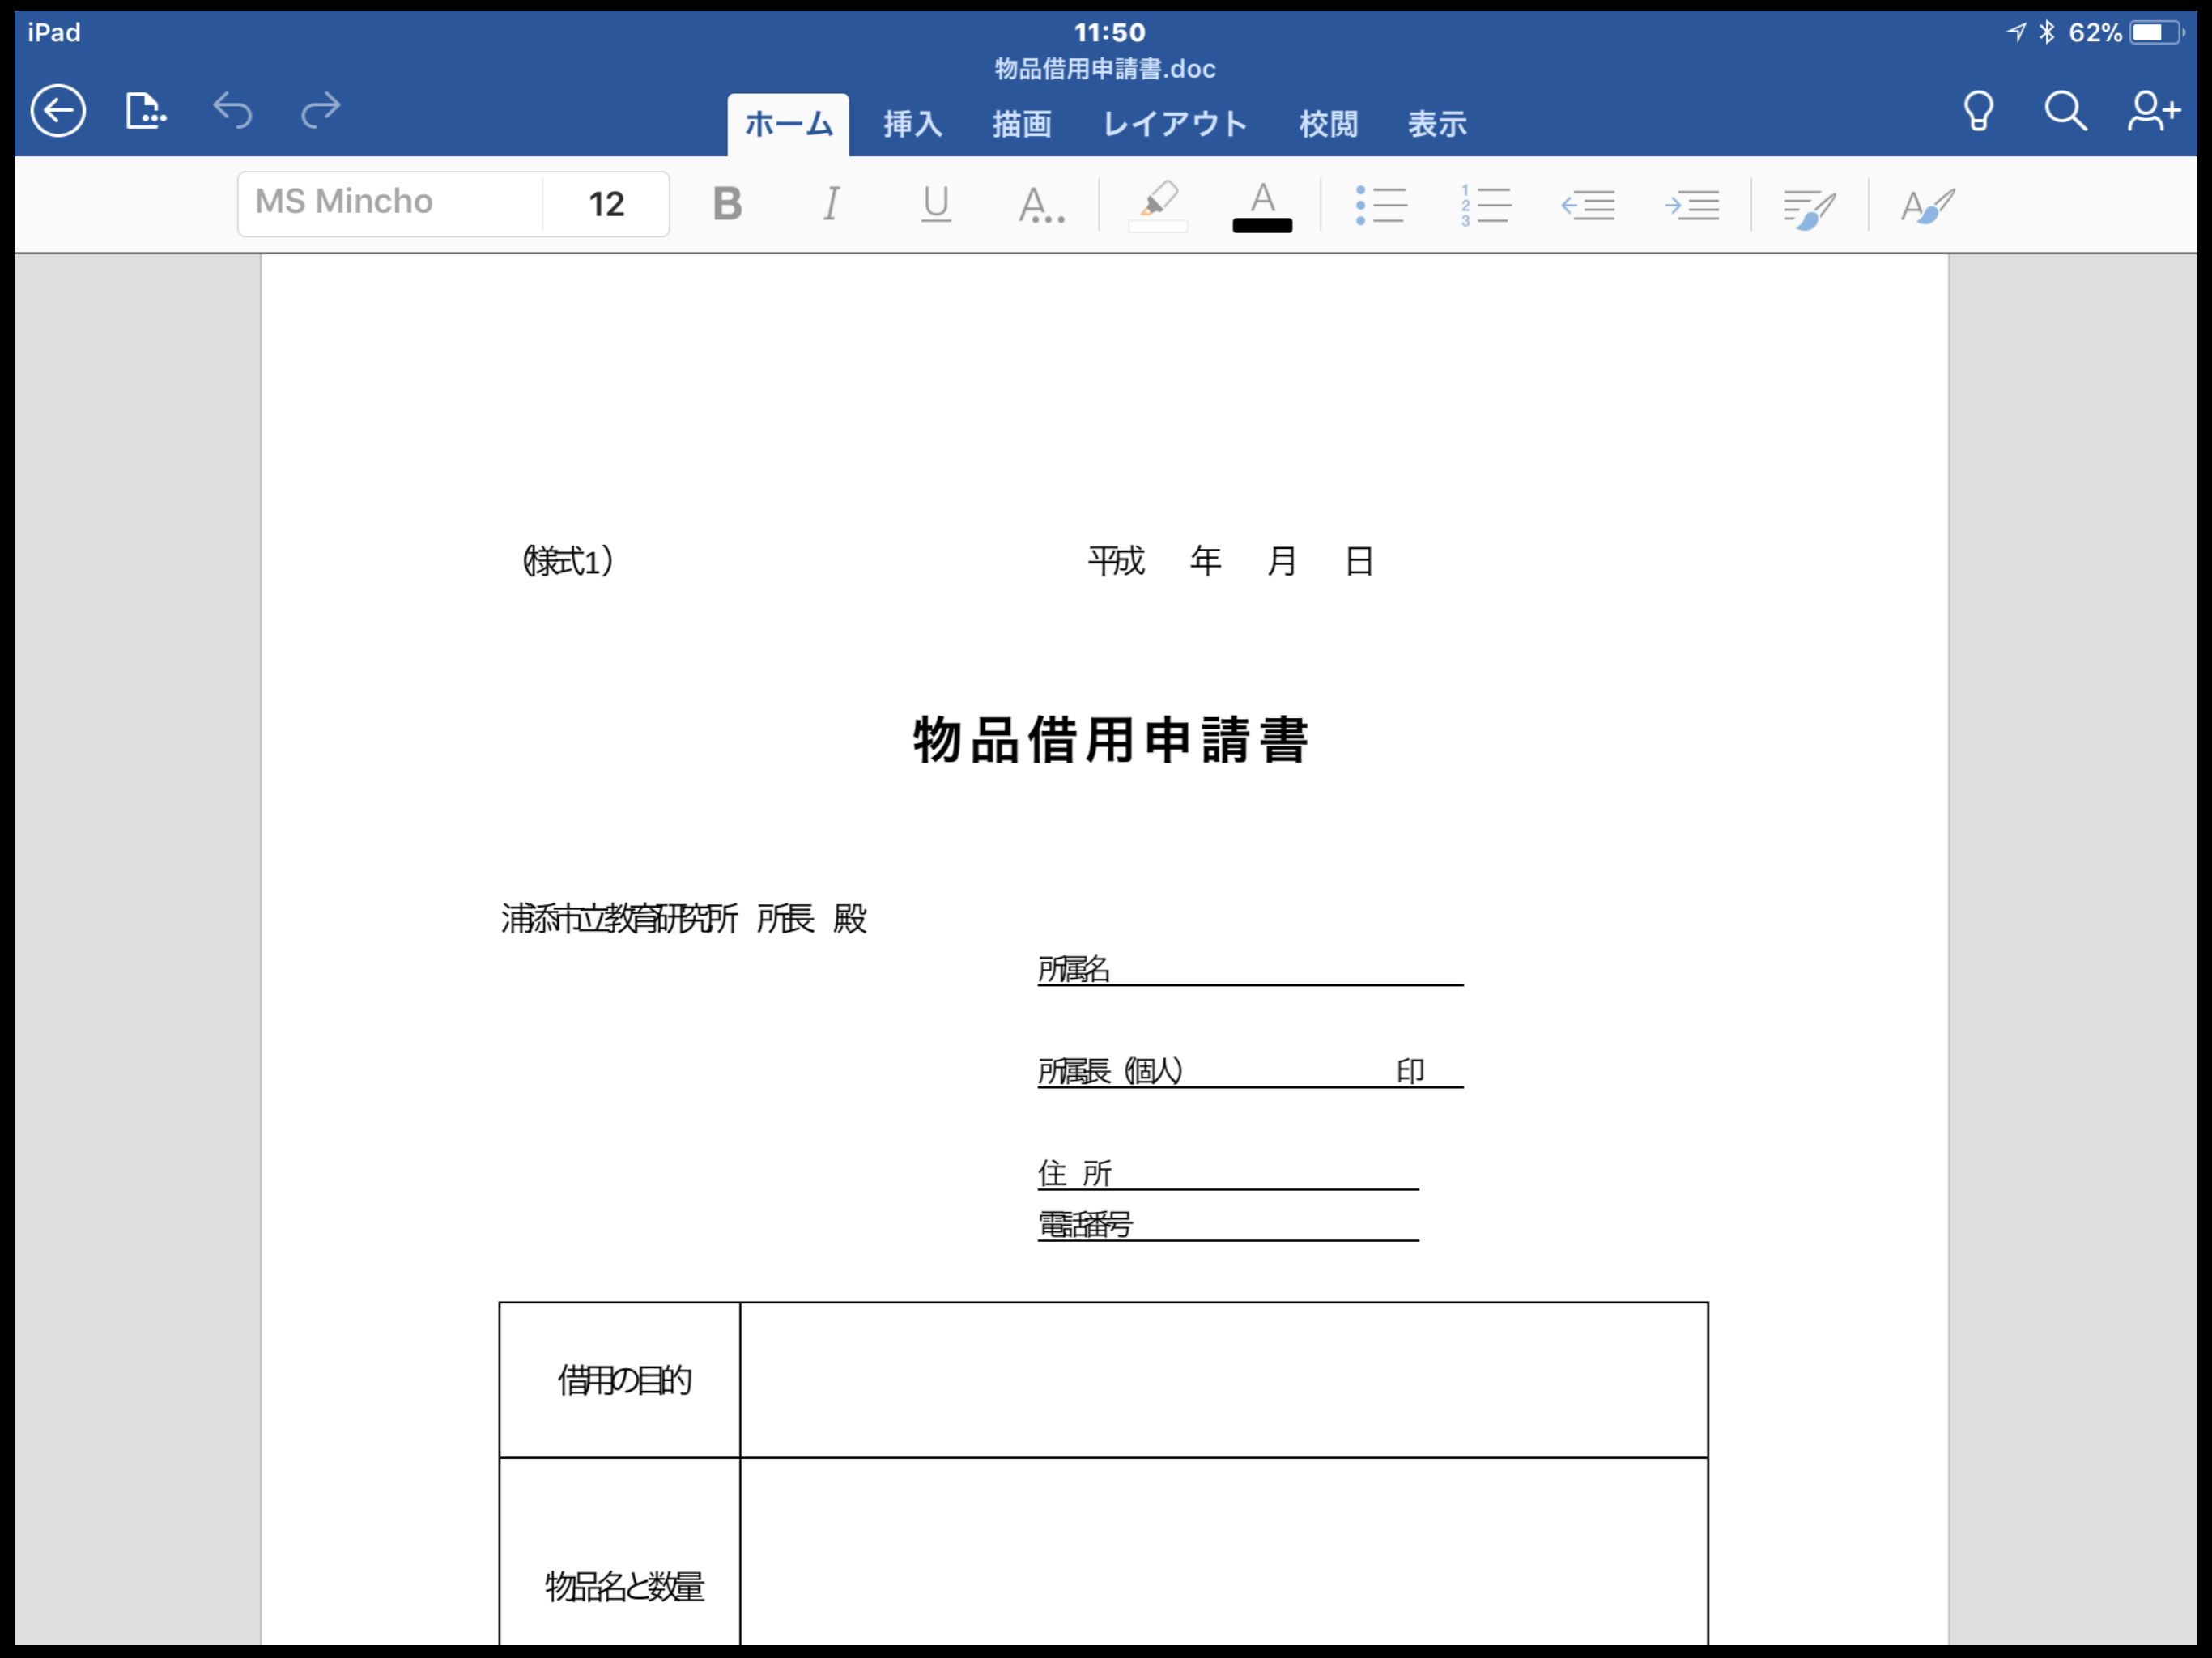 iPad 11:50 62%
物品借用申請書.doc
ホーム 挿入 描画 レイアウト 校閲 表示
MS Mincho 12 B I U A... A
（様式1） 平成 年 月 日
物品借用申請書
浦添市立教育研究所 所長 殿
所属名
所属長（個人） 印
住 所
電話番号
借用の目的
物品名と数量